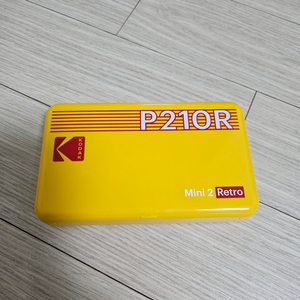 P210R
KODAK
Mini 2 Retro